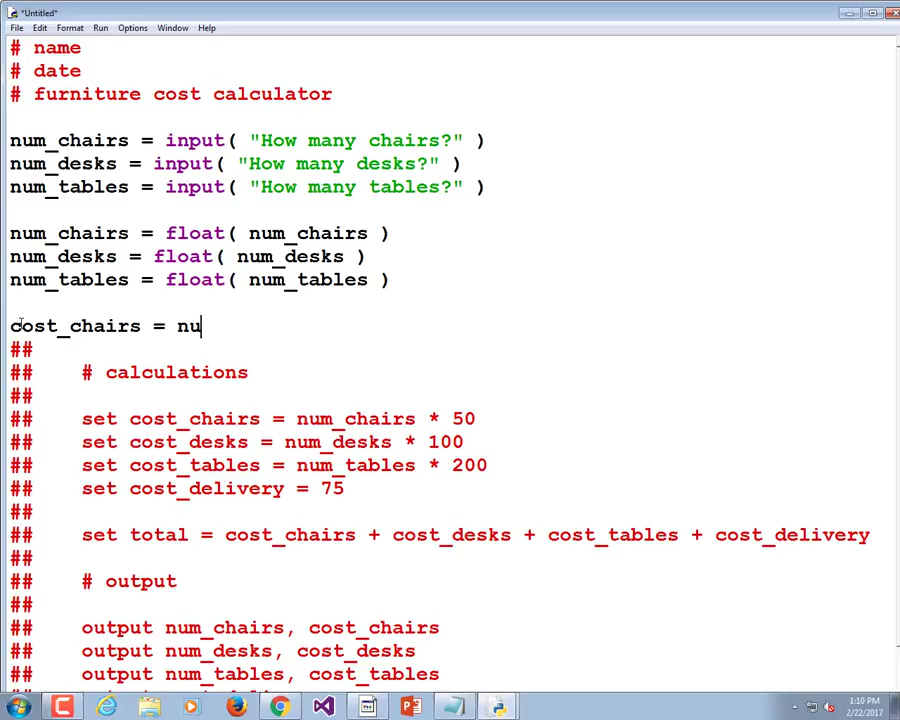 *Untitled*
File Edit Format Run Options Window Help
# name
# date
# furniture cost calculator
num_chairs = input( "How many chairs?" )
num_desks = input( "How many desks?" )
num_tables = input( "How many tables?" )
num_chairs = float( num_chairs )
num_desks = float( num_desks )
num_tables = float( num_tables )
cost_chairs = nu
##
## # calculations
##
## set cost_chairs = num_chairs * 50
## set cost_desks = num_desks * 100
## set cost_tables = num_tables * 200
## set cost_delivery = 75
##
## set total = cost_chairs + cost_desks + cost_tables + cost_delivery
##
## # output
##
## output num_chairs, cost_chairs
## output num_desks, cost_desks
## output num_tables, cost_tables
1:10 PM
2/22/2017